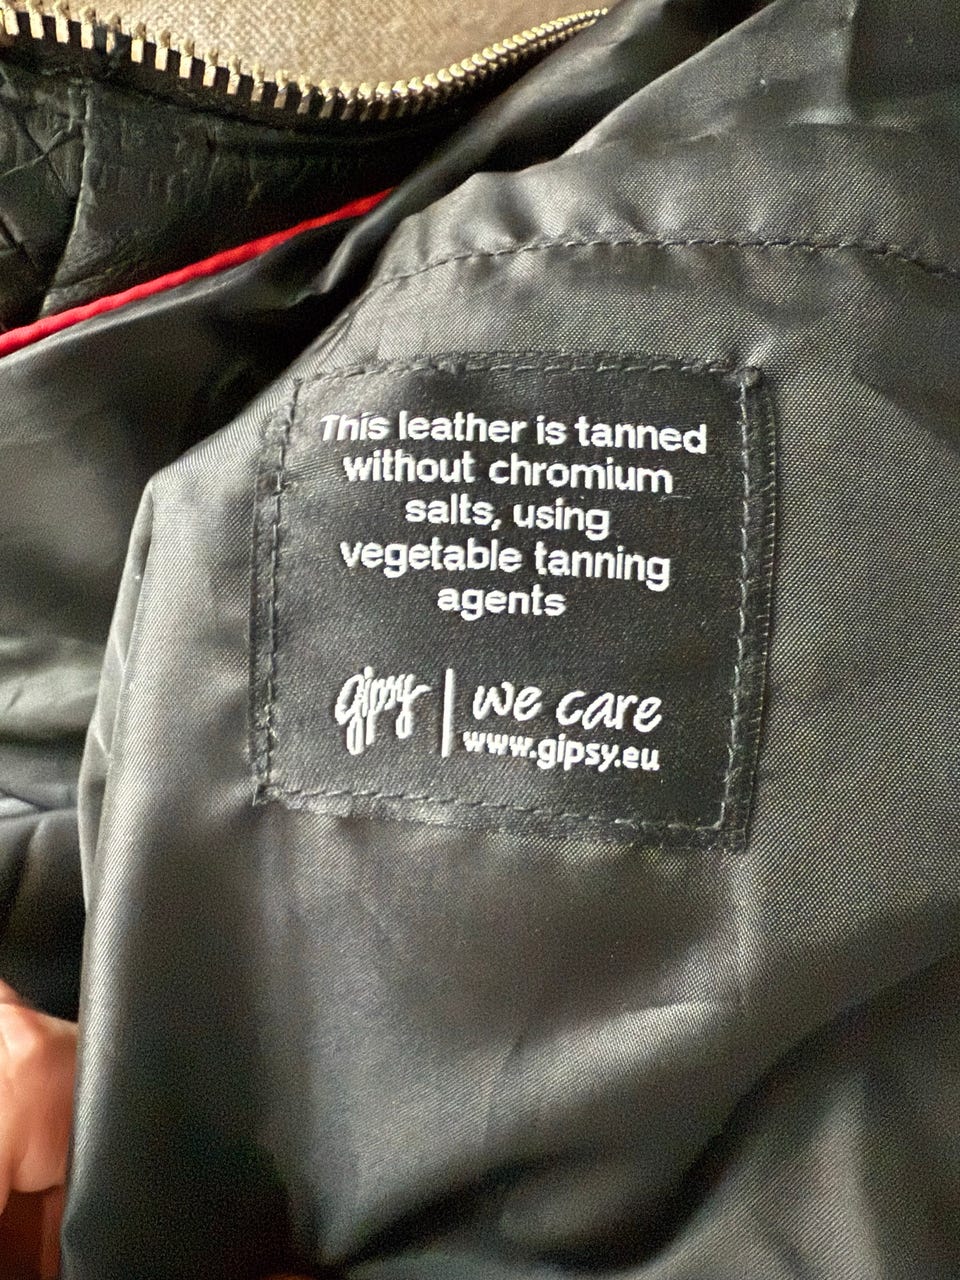 This leather is tanned
without chromium
salts, using
vegetable tanning
agents
gipsy | we care
www.gipsy.eu